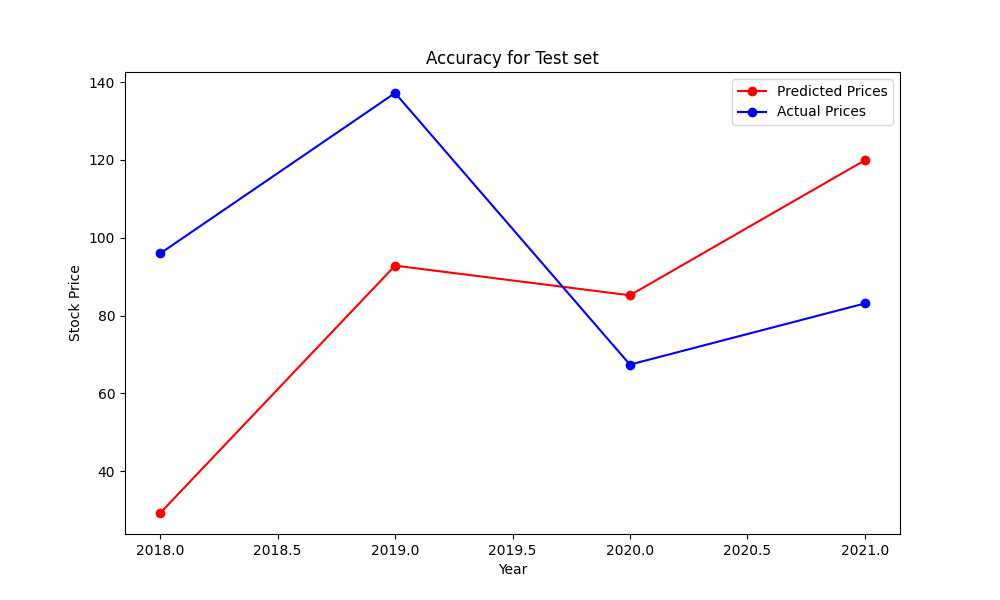 Accuracy for Test set
Predicted Prices
Actual Prices
140
120
100
80
60
40
Stock Price
2018.0
2018.5
2019.0
2019.5
2020.0
2020.5
2021.0
Year